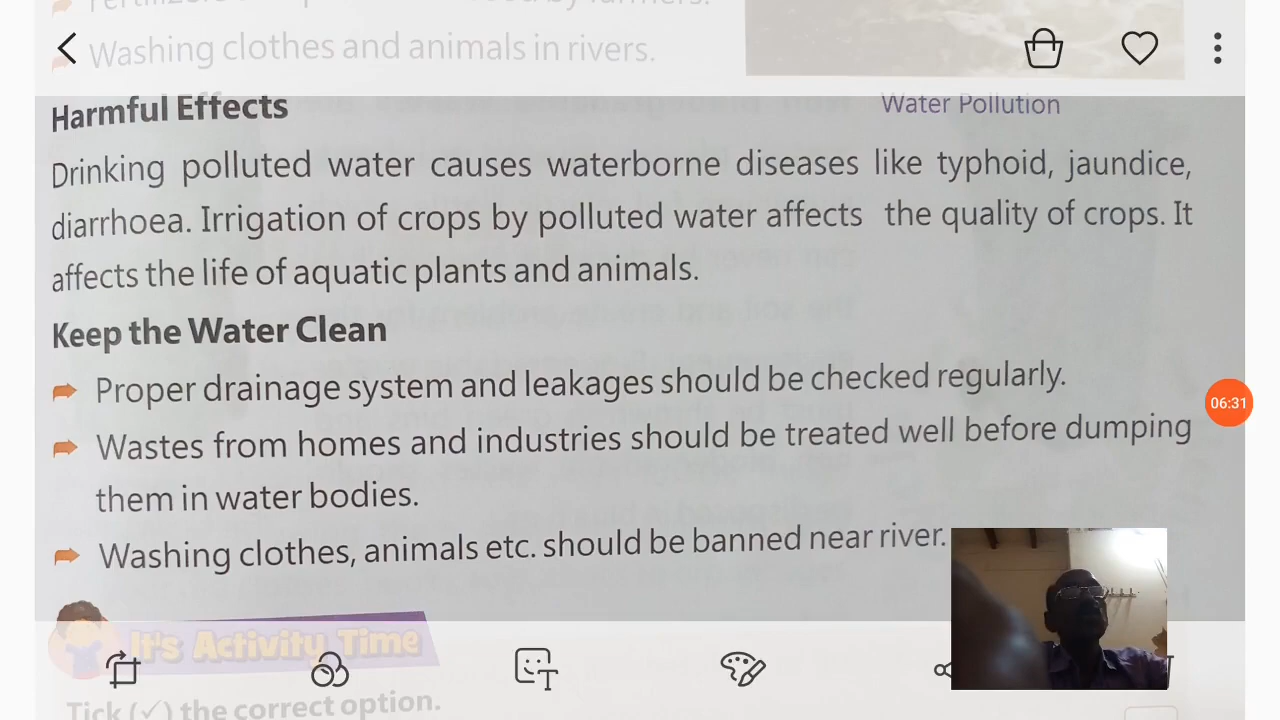 Washing clothes and animals in rivers.
Harmful Effects
Water Pollution
Drinking polluted water causes waterborne diseases like typhoid, jaundice,
diarrhoea. Irrigation of crops by polluted water affects the quality of crops. It
affects the life of aquatic plants and animals.
Keep the Water Clean
Proper drainage system and leakages should be checked regularly.
06:31
Wastes from homes and industries should be treated well before dumping
them in water bodies.
Washing clothes, animals etc. should be banned near river.
It's Activity Time
Tick (✓) the correct option.